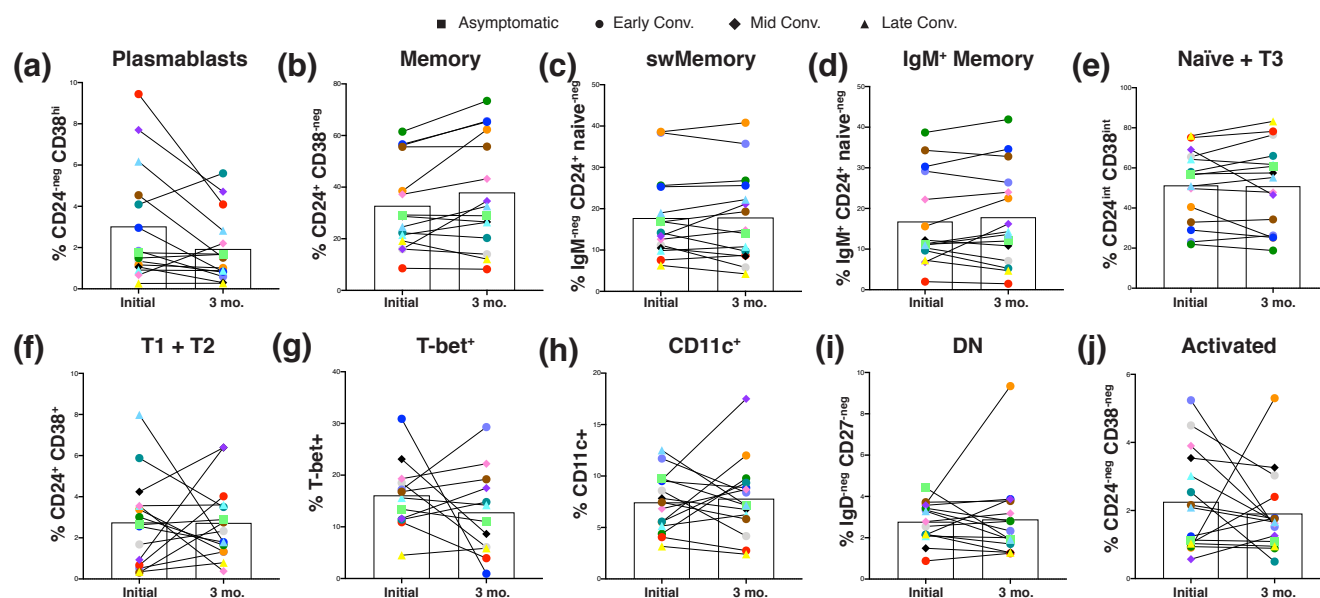 Asymptomatic Early Conv. Mid Conv. Late Conv.
(a) Plasmablasts
% CD24-neg CD38hi
10
8
6
4
2
0
Initial 3 mo.
(b) Memory
% CD24+ CD38-neg
80
60
40
20
0
Initial 3 mo.
(c) swMemory
% IgM-neg CD24+ naive-neg
50
40
30
20
10
0
Initial 3 mo.
(d) IgM+ Memory
% IgM+ CD24+ naive-neg
50
40
30
20
10
0
Initial 3 mo.
(e) Naïve + T3
% CD24int CD38int
100
80
60
40
20
0
Initial 3 mo.
(f) T1 + T2
% CD24+ CD38+
10
8
6
4
2
0
Initial 3 mo.
(g) T-bet+
% T-bet+
40
30
20
10
0
Initial 3 mo.
(h) CD11c+
% CD11c+
20
15
10
5
0
Initial 3 mo.
(i) DN
% IgD-neg CD27-neg
10
8
6
4
2
0
Initial 3 mo.
(j) Activated
% CD24-neg CD38-neg
6
4
2
0
Initial 3 mo.